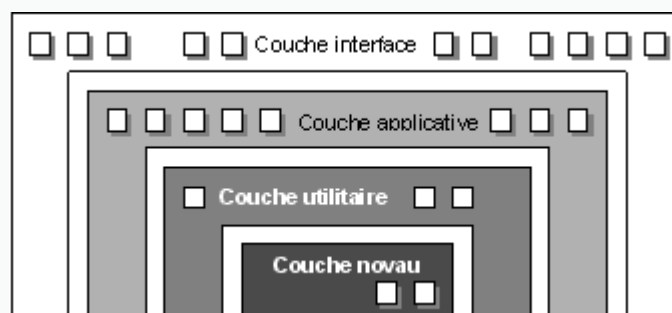 Couche interface
Couche applicative
Couche utilitaire
Couche noyau